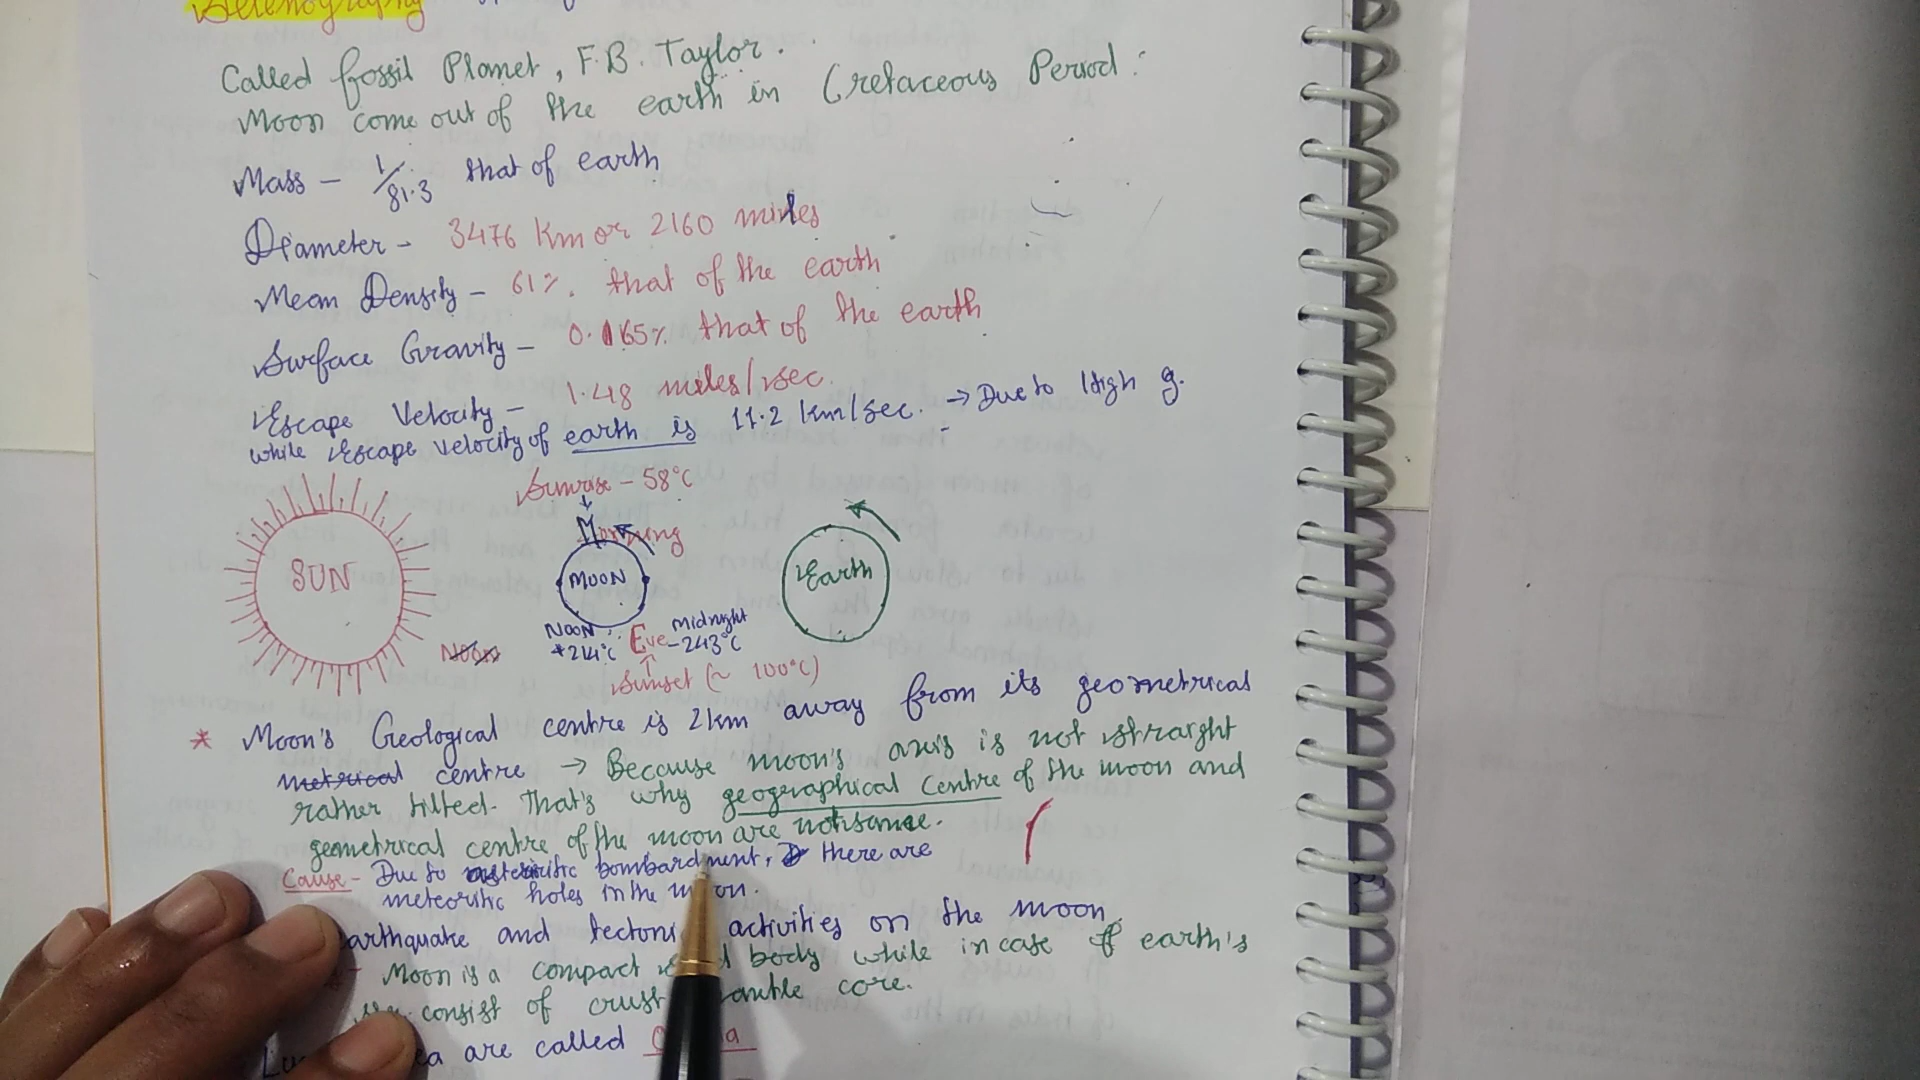 Selenography
Called fossil Planet, F.B. Taylor.
Moon come out of the earth in Cretaceous Period:
Mass - 1/81.3 that of earth
Diameter - 3476 Km or 2160 miles
Mean Density - 61% that of the earth
Surface Gravity - 0.165% that of the earth
Escape Velocity - 1.48 miles/sec.
while Escape velocity of earth is 11.2 km/sec. → Due to High g.
Sunrise - 58°C
Morning
SUN
MOON
Earth
NOON
+214°C
Eve
midnight
-243°C
Noon
Sunset (~ 100°C)
* Moon's Geological centre is 2km away from its geometrical
metrical centre → Because moon's axis is not straight
rather tilted. That's why geographical Centre of the moon and
geometrical centre of the moon are not same.
Cause - Due to bombardment, there are
meteoritic holes in the moon.
and activities on the moon
Moon is a compact body while in case of earth's
consist of crust core.
are called